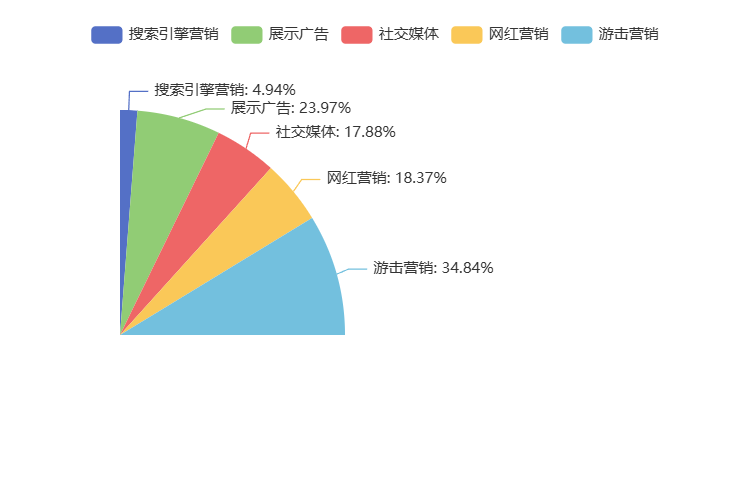 搜索引擎营销 展示广告 社交媒体 网红营销 游击营销
搜索引擎营销: 4.94%
展示广告: 23.97%
社交媒体: 17.88%
网红营销: 18.37%
游击营销: 34.84%